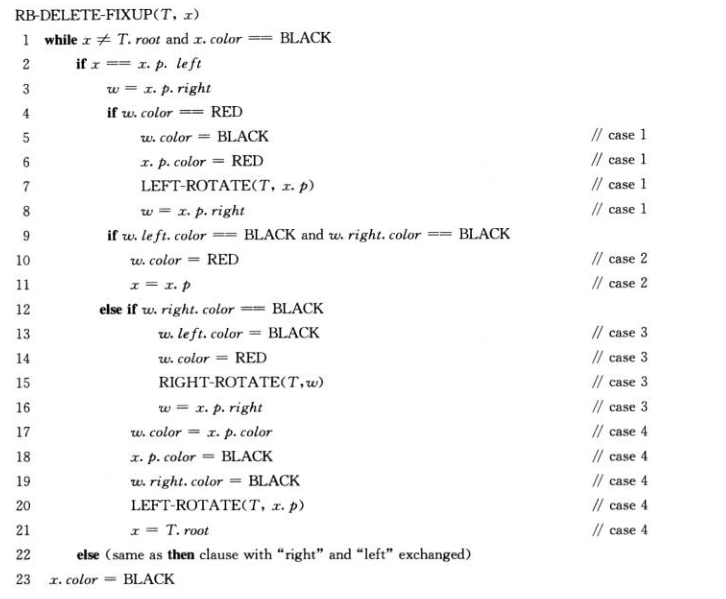 RB-DELETE-FIXUP(T, x)
1 while x ≠ T. root and x. color == BLACK
2 if x == x. p. left
3 w = x. p. right
4 if w. color == RED
5 w. color = BLACK // case 1
6 x. p. color = RED // case 1
7 LEFT-ROTATE(T, x. p) // case 1
8 w = x. p. right // case 1
9 if w. left. color == BLACK and w. right. color == BLACK
10 w. color = RED // case 2
11 x = x. p // case 2
12 else if w. right. color == BLACK
13 w. left. color = BLACK // case 3
14 w. color = RED // case 3
15 RIGHT-ROTATE(T,w) // case 3
16 w = x. p. right // case 3
17 w. color = x. p. color // case 4
18 x. p. color = BLACK // case 4
19 w. right. color = BLACK // case 4
20 LEFT-ROTATE(T, x. p) // case 4
21 x = T. root // case 4
22 else (same as then clause with “right” and “left” exchanged)
23 x. color = BLACK